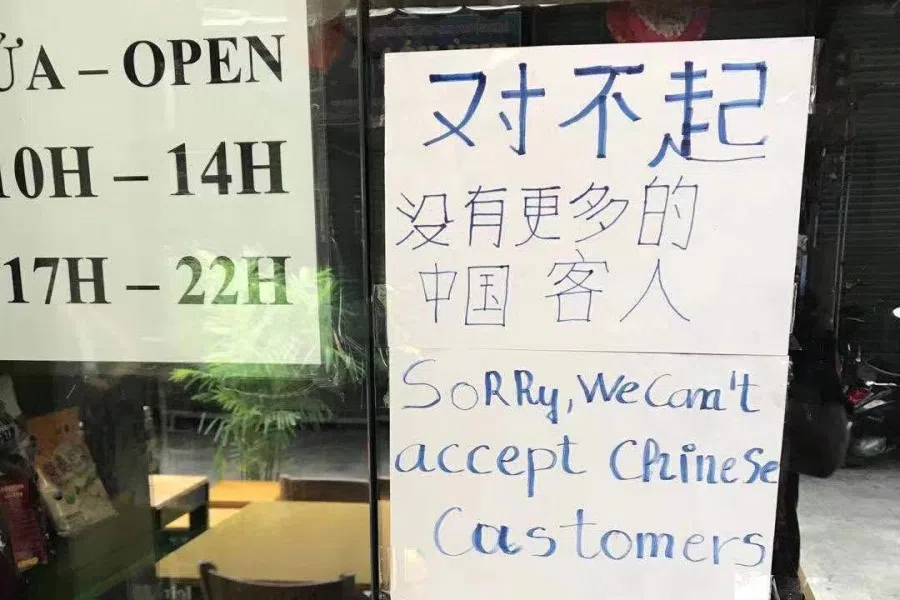 ỬA – OPEN
10H – 14H
17H – 22H
对不起
没有更多的
中国 客人
SoRRy, We Can't
accept Chinese
Customers